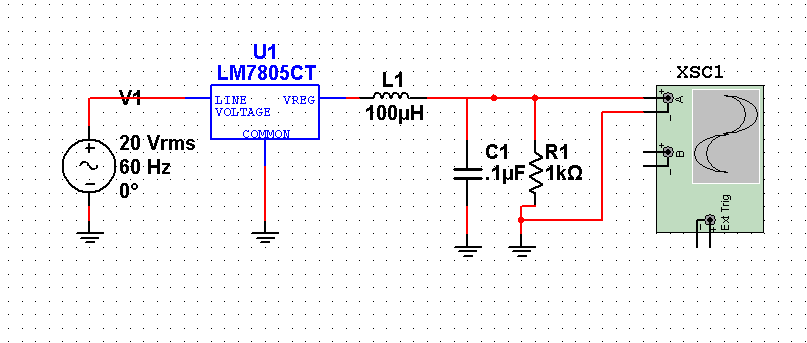 U1
LM7805CT
LINE VREG
VOLTAGE
COMMON
V1
20 Vrms
60 Hz
0°
L1
100µH
C1
.1µF
R1
1kΩ
XSC1
A
B
Ext Trig